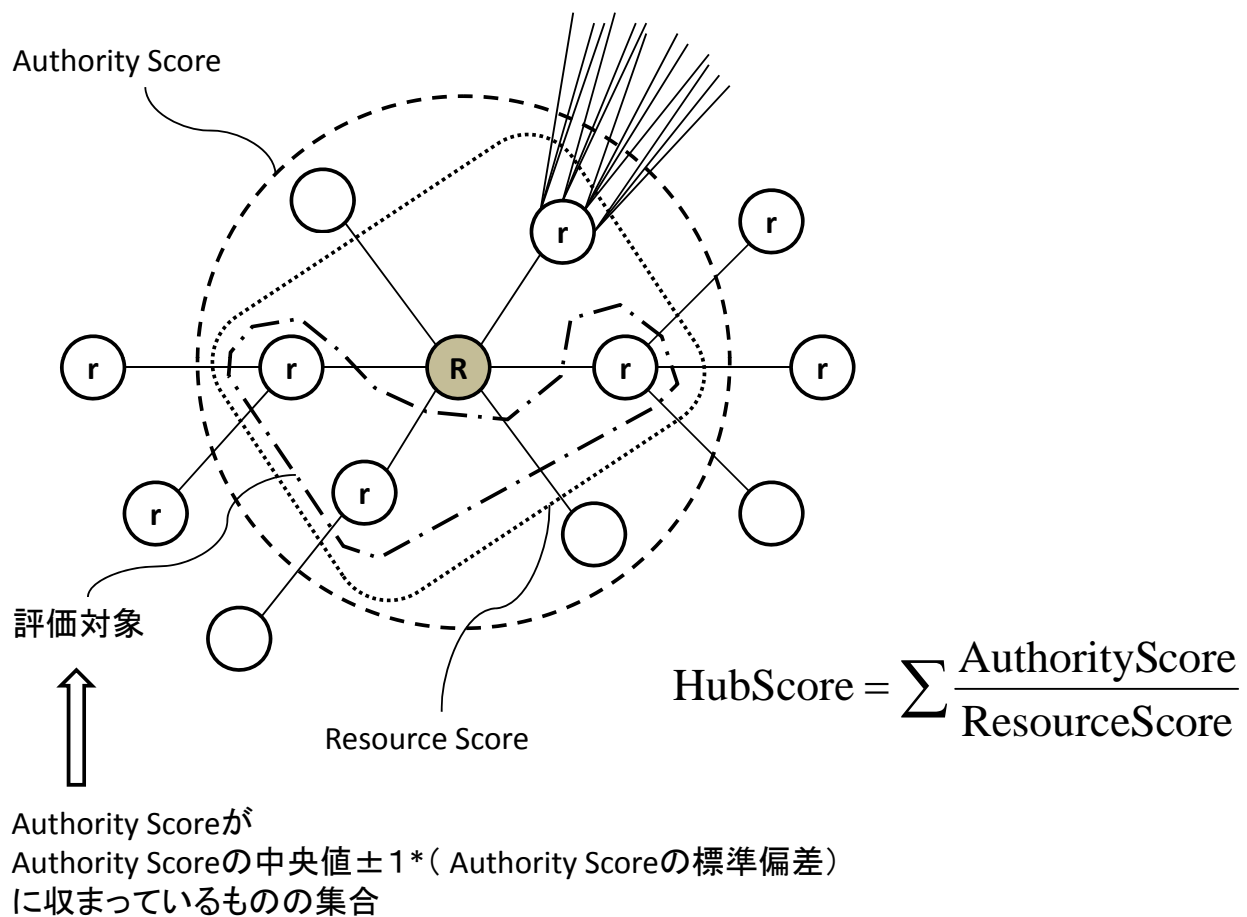 Authority Score
r
r
r
r
R
r
r
r
r
評価対象
HubScore = ∑ AuthorityScore / ResourceScore
Resource Score
Authority Scoreが
Authority Scoreの中央値±1*( Authority Scoreの標準偏差)
に収まっているものの集合